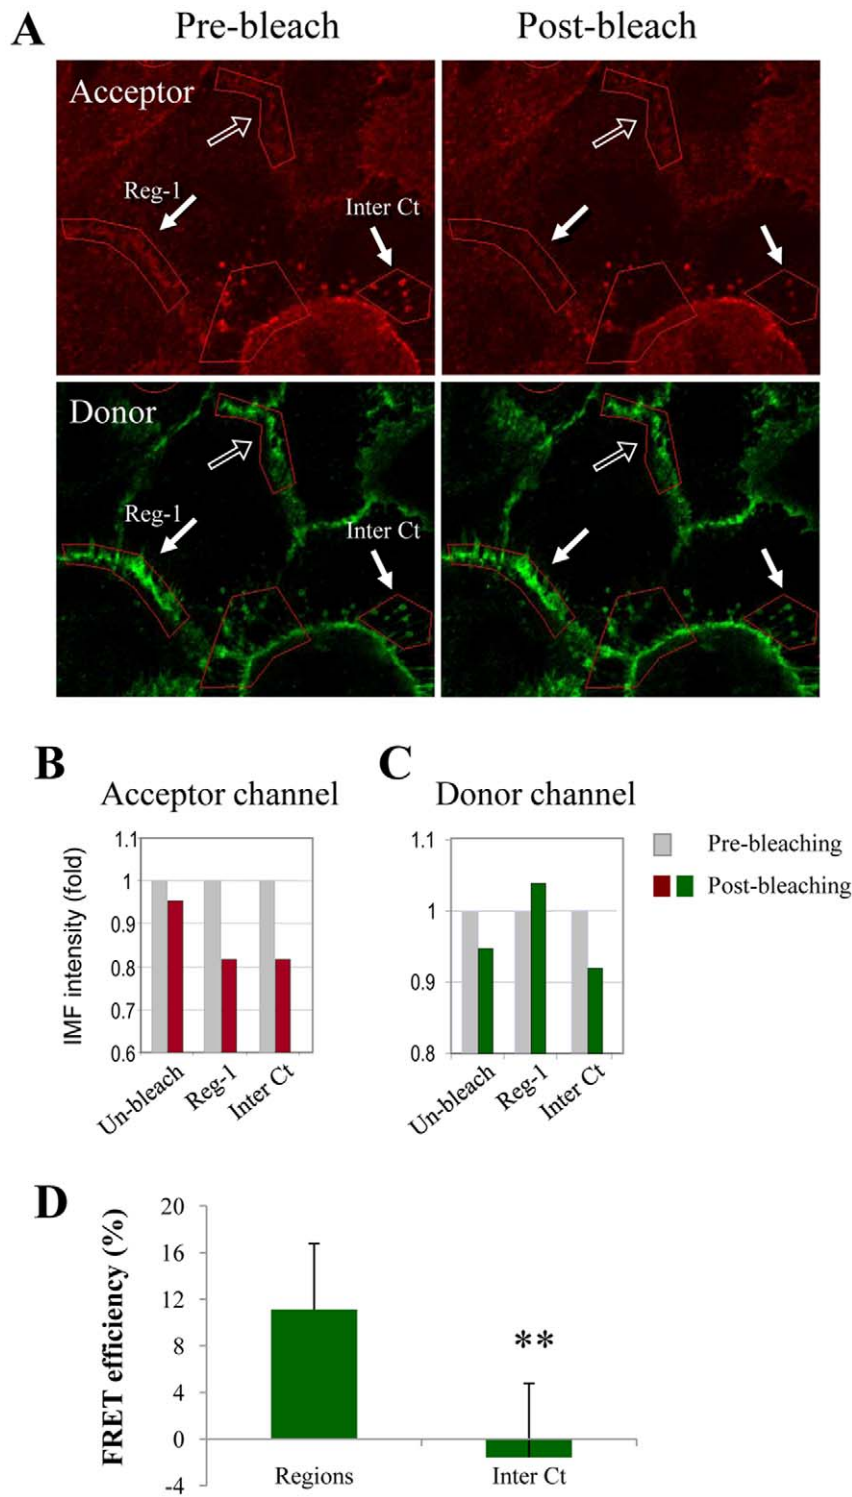 A
Pre-bleach
Post-bleach
Acceptor
Reg-1
Inter Ct
Donor
Reg-1
Inter Ct
B
Acceptor channel
IMF intensity (fold)
1.1
1
0.9
0.8
0.7
0.6
Un-bleach
Reg-1
Inter Ct
C
Donor channel
1.1
1
0.9
0.8
Un-bleach
Reg-1
Inter Ct
Pre-bleaching
Post-bleaching
D
FRET efficiency (%)
20
16
12
8
4
0
-4
**
Regions
Inter Ct